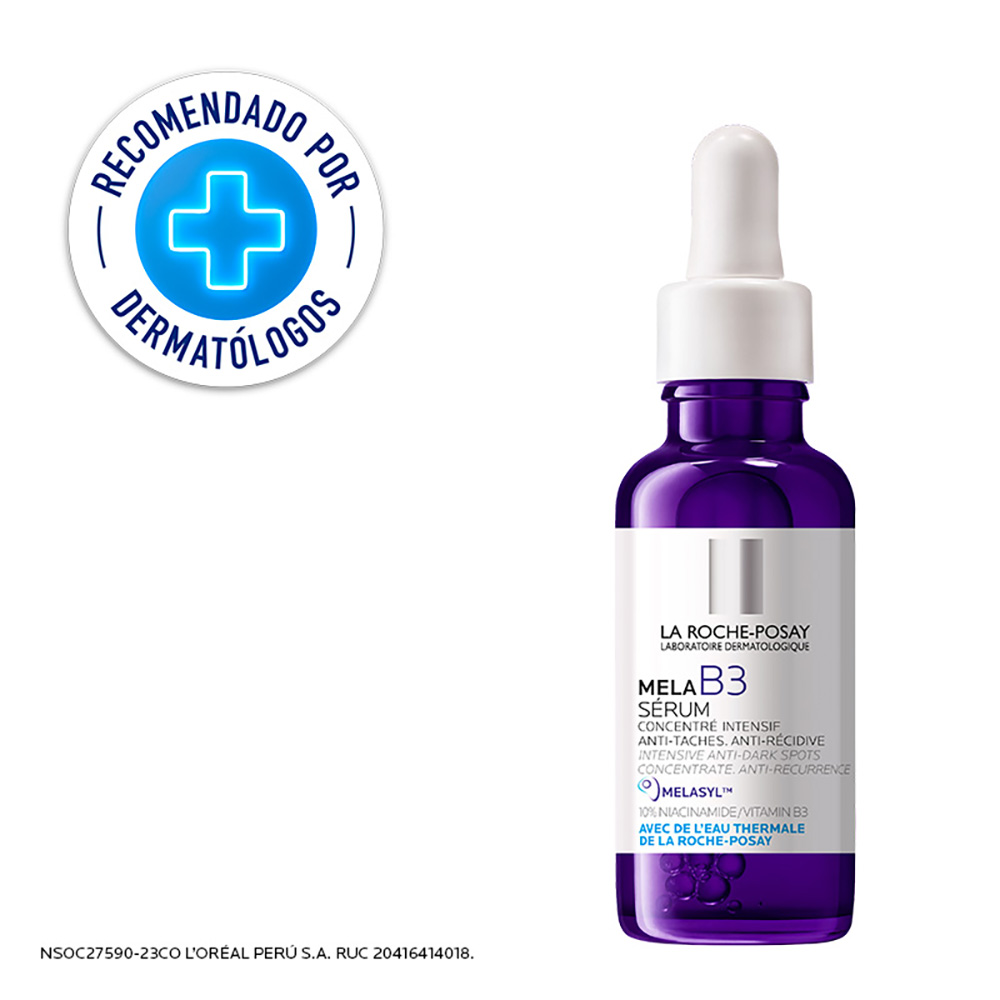 RECOMENDADO POR
DERMATÓLOGOS
LA ROCHE-POSAY
LABORATOIRE DERMATOLOGIQUE
MELA B3
SÉRUM
CONCENTRÉ INTENSIF
ANTI-TACHES. ANTI-RÉCIDIVE
INTENSIVE ANTI-DARK SPOTS
CONCENTRATE. ANTI-RECURRENCE
MELASYL™
10% NIACINAMIDE/VITAMIN B3
AVEC DE L'EAU THERMALE
DE LA ROCHE-POSAY
NSOC27590-23CO L'ORÉAL PERÚ S.A. RUC 20416414018.